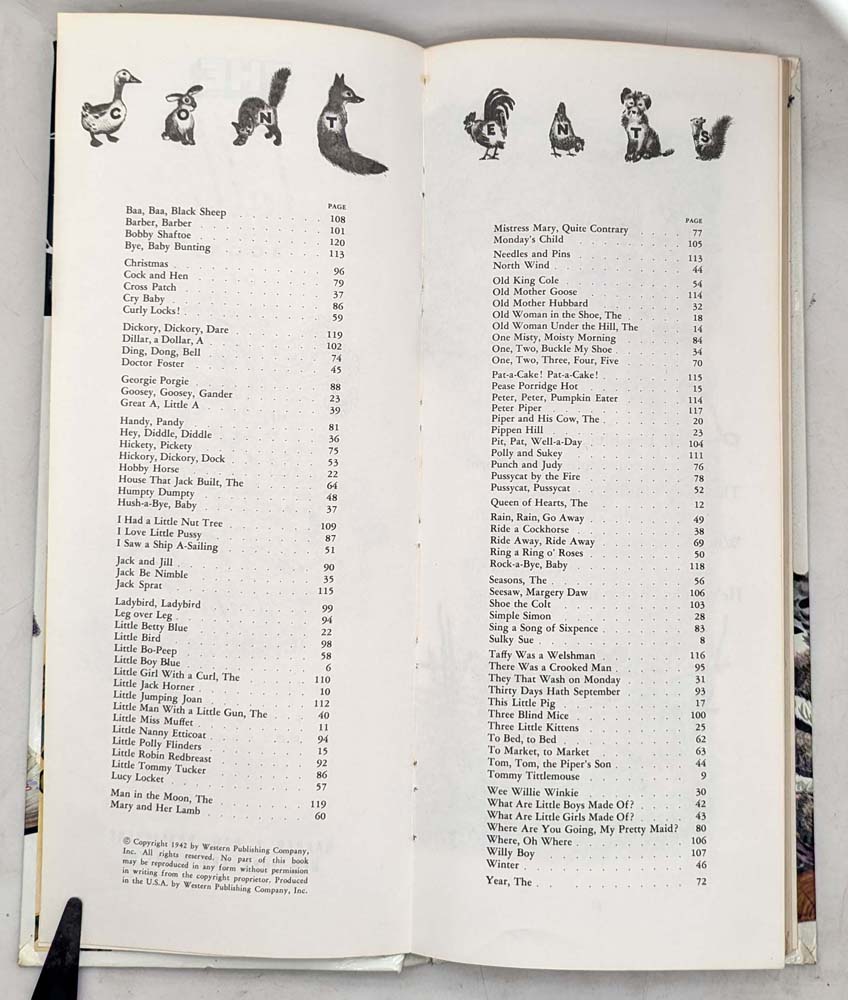 CONTENTS
PAGE
Baa, Baa, Black Sheep 108
Barber, Barber 101
Bobby Shaftoe 120
Bye, Baby Bunting 113
Christmas 96
Cock and Hen 79
Cross Patch 37
Cry Baby 86
Curly Locks! 59
Dickory, Dickory, Dare 119
Dillar, a Dollar, A 102
Ding, Dong, Bell 74
Doctor Foster 45
Georgie Porgie 88
Goosey, Goosey, Gander 23
Great A, Little A 39
Handy, Pandy 81
Hey, Diddle, Diddle 36
Hickety, Pickety 75
Hickory, Dickory, Dock 53
Hobby Horse 22
House That Jack Built, The 64
Humpty Dumpty 48
Hush-a-Bye, Baby 37
I Had a Little Nut Tree 109
I Love Little Pussy 87
I Saw a Ship A-Sailing 51
Jack and Jill 90
Jack Be Nimble 35
Jack Sprat 115
Ladybird, Ladybird 99
Leg over Leg 94
Little Betty Blue 22
Little Bird 98
Little Bo-Peep 58
Little Boy Blue 6
Little Girl With a Curl, The 110
Little Jack Horner 10
Little Jumping Joan 112
Little Man With a Little Gun, The 40
Little Miss Muffet 11
Little Nanny Etticoat 94
Little Polly Flinders 15
Little Robin Redbreast 92
Little Tommy Tucker 86
Lucy Locket 57
Man in the Moon, The 119
Mary and Her Lamb 60
© Copyright 1942 by Western Publishing Company,
Inc. All rights reserved. No part of this book
may be reproduced in any form without permission
in writing from the copyright proprietor. Produced
in the U.S.A. by Western Publishing Company, Inc.
PAGE
Mistress Mary, Quite Contrary 77
Monday's Child 105
Needles and Pins 113
North Wind 44
Old King Cole 54
Old Mother Goose 114
Old Mother Hubbard 32
Old Woman in the Shoe, The 18
Old Woman Under the Hill, The 14
One Misty, Moisty Morning 84
One, Two, Buckle My Shoe 34
One, Two, Three, Four, Five 70
Pat-a-Cake! Pat-a-Cake! 115
Pease Porridge Hot 15
Peter, Peter, Pumpkin Eater 114
Peter Piper 117
Piper and His Cow, The 20
Pippen Hill 23
Pit, Pat, Well-a-Day 104
Polly and Sukey 111
Punch and Judy 76
Pussycat by the Fire 78
Pussycat, Pussycat 52
Queen of Hearts, The 12
Rain, Rain, Go Away 49
Ride a Cockhorse 38
Ride Away, Ride Away 69
Ring a Ring o' Roses 50
Rock-a-Bye, Baby 118
Seasons, The 56
Seesaw, Margery Daw 106
Shoe the Colt 103
Simple Simon 28
Sing a Song of Sixpence 83
Sulky Sue 8
Taffy Was a Welshman 116
There Was a Crooked Man 95
They That Wash on Monday 31
Thirty Days Hath September 93
This Little Pig 17
Three Blind Mice 100
Three Little Kittens 25
To Bed, to Bed 62
To Market, to Market 63
Tom, Tom, the Piper's Son 44
Tommy Tittlemouse 9
Wee Willie Winkie 30
What Are Little Boys Made Of? 42
What Are Little Girls Made Of? 43
Where Are You Going, My Pretty Maid? 80
Where, Oh Where 106
Willy Boy 107
Winter 46
Year, The 72